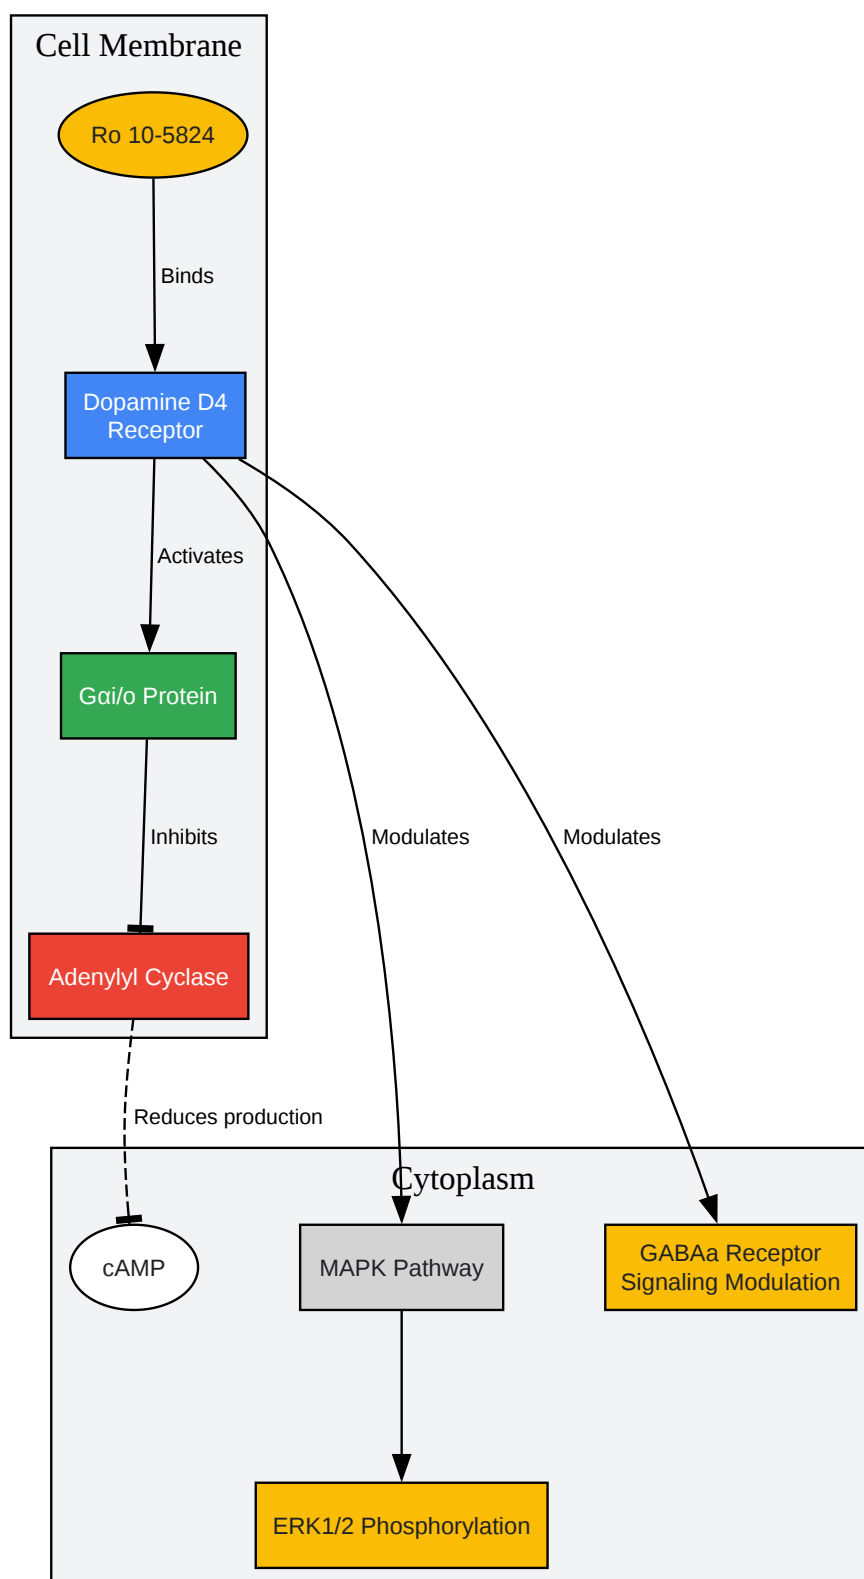 Cell Membrane
Ro 10-5824
Binds
Dopamine D4
Receptor
Activates
Gαi/o Protein
Inhibits
Modulates
Modulates
Adenylyl Cyclase
Reduces production
Cytoplasm
cAMP
MAPK Pathway
GABAa Receptor
Signaling Modulation
ERK1/2 Phosphorylation